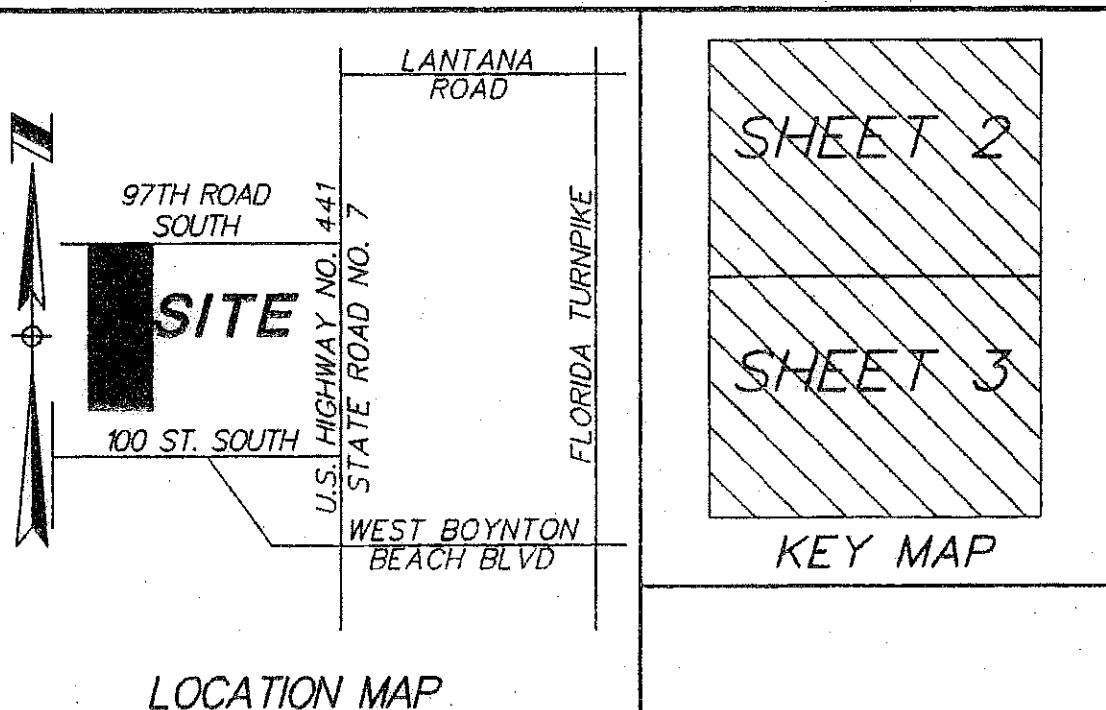 LANTANA
ROAD
N
97TH ROAD
SOUTH
SITE
U.S. HIGHWAY NO. 441
STATE ROAD NO. 7
FLORIDA TURNPIKE
100 ST. SOUTH
WEST BOYNTON
BEACH BLVD
LOCATION MAP
SHEET 2
SHEET 3
KEY MAP